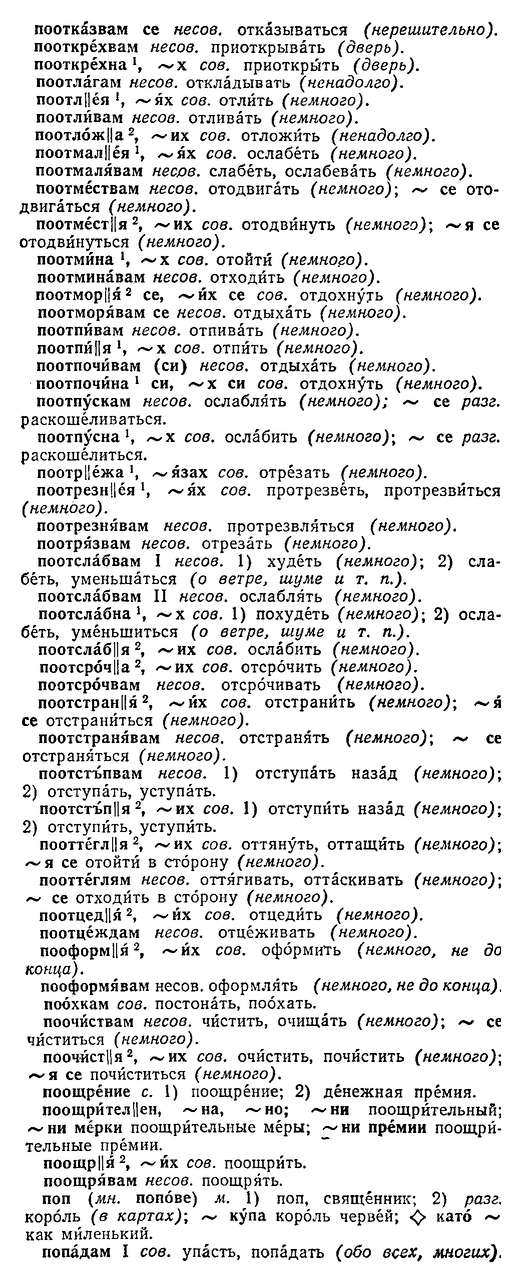 поотка́звам се несов. отка́зываться (нерешительно).
пооткре́хвам несов. приоткрыва́ть (дверь).
пооткре́хна ¹, ~х сов. приоткры́ть (дверь).
поотла́гам несов. откла́дывать (ненадолго).
поотл||е́я ¹, ~я́х сов. отли́ть (немного).
поотли́вам несов. отлива́ть (немного).
поотло́ж||а ², ~их сов. отложи́ть (ненадолго).
поотмал||е́я ¹, ~я́х сов. ослабе́ть (немного).
поотмаля́вам несов. слабе́ть, ослабева́ть (немного).
поотме́ствам несов. отодвига́ть (немного); ~ се ото-
двига́ться (немного).
поотме́ст||я ², ~их сов. отодви́нуть (немного); ~я се
отодви́нуться (немного).
поотми́на ¹, ~х сов. отойти́ (немного).
поотмина́вам несов. отходи́ть (немного).
поотмор||я́ ² се, ~и́х се сов. отдохну́ть (немного).
поотморя́вам се несов. отдыха́ть (немного).
поотпи́вам несов. отпива́ть (немного).
поотпи́||я ¹, ~х сов. отпи́ть (немного).
поотпочи́вам (си) несов. отдыха́ть (немного).
поотпочи́на ¹ си, ~х си сов. отдохну́ть (немного).
поотпу́скам несов. ослабля́ть (немного); ~ се разг.
раскоше́ливаться.
поотпу́сна ¹, ~х сов. осла́бить (немного); ~ се разг.
раскоше́литься.
поотр||е́жа ¹, ~я́зах сов. отре́зать (немного).
поотрезн||е́я ¹, ~я́х сов. протрезве́ть, протрезви́ться
(немного).
поотрезня́вам несов. протрезвля́ться (немного).
поотря́звам несов. отреза́ть (немного).
поотсла́бвам I несов. 1) худе́ть (немного); 2) сла-
бе́ть, уменьша́ться (о ветре, шуме и т. п.).
поотсла́бвам II несов. ослабля́ть (немного).
поотсла́бна ¹, ~х сов. 1) похуде́ть (немного); 2) осла-
бе́ть, уме́ньшиться (о ветре, шуме и т. п.).
поотсла́б||я ², ~их сов. осла́бить (немного).
поотсро́ч||а ², ~их сов. отсро́чить (немного).
поотсро́чвам несов. отсро́чивать (немного).
поотстран||я́ ², ~и́х сов. отстрани́ть (немного); ~я́
се отстрани́ться (немного).
поотстраня́вам несов. отстраня́ть (немного); ~ се
отстраня́ться (немного).
поотстъ́пвам несов. 1) отступа́ть наза́д (немного);
2) отступа́ть, уступа́ть.
поотстъ́п||я ², ~их сов. 1) отступи́ть наза́д (немного);
2) отступи́ть, уступи́ть.
пооттегл||я ², ~их сов. оттяну́ть, оттащи́ть (немного);
~я се отойти́ в сто́рону (немного).
пооттеглям несов. оття́гивать, отта́скивать (немного);
~ се отходи́ть в сто́рону (немного).
поотцед||я́ ², ~и́х сов. отцеди́ть (немного).
поотце́ждам несов. отце́живать (немного).
пооформ||я́ ², ~и́х сов. офо́рмить (немного, не до
конца).
пооформя́вам несов. оформля́ть (немного, не до конца).
поо́хкам сов. постона́ть, поо́хать.
поочи́ствам несов. чи́стить, очища́ть (немного); ~ се
чи́ститься (немного).
поочи́ст||я ², ~их сов. очи́стить, почи́стить (немного);
~я се почи́ститься (немного).
поощре́ние с. 1) поощре́ние; 2) де́нежная пре́мия.
поощри́тел||ен, ~на, ~но; ~ни поощри́тельный;
~ни ме́рки поощри́тельные ме́ры; ~ни пре́мии поощри́-
тельные пре́мии.
поощр||я́ ², ~и́х сов. поощри́ть.
поощря́вам несов. поощря́ть.
поп (мн. попо́ве) м. 1) поп, свяще́нник; 2) разг.
коро́ль (в картах); ~ ку́па коро́ль черве́й; ◇ като́ ~
как ми́ленький.
попа́дам I сов. упа́сть, попа́дать (обо всех, многих).